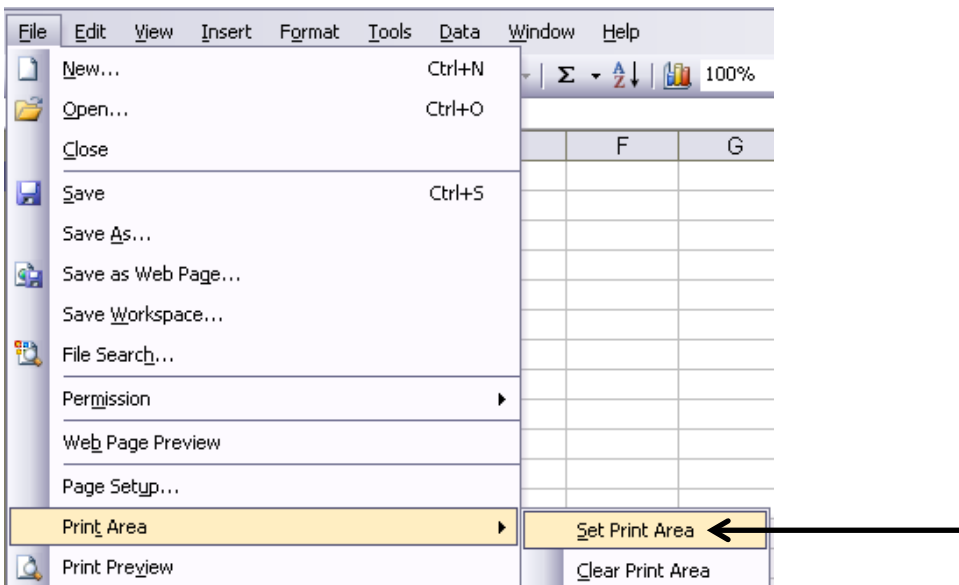 File Edit View Insert Format Tools Data Window Help
New... Ctrl+N Σ A Z 100%
Open... Ctrl+O
Close F G
Save Ctrl+S
Save As...
Save as Web Page...
Save Workspace...
File Search...
Permission
Web Page Preview
Page Setup...
Print Area Set Print Area
Print Preview Clear Print Area